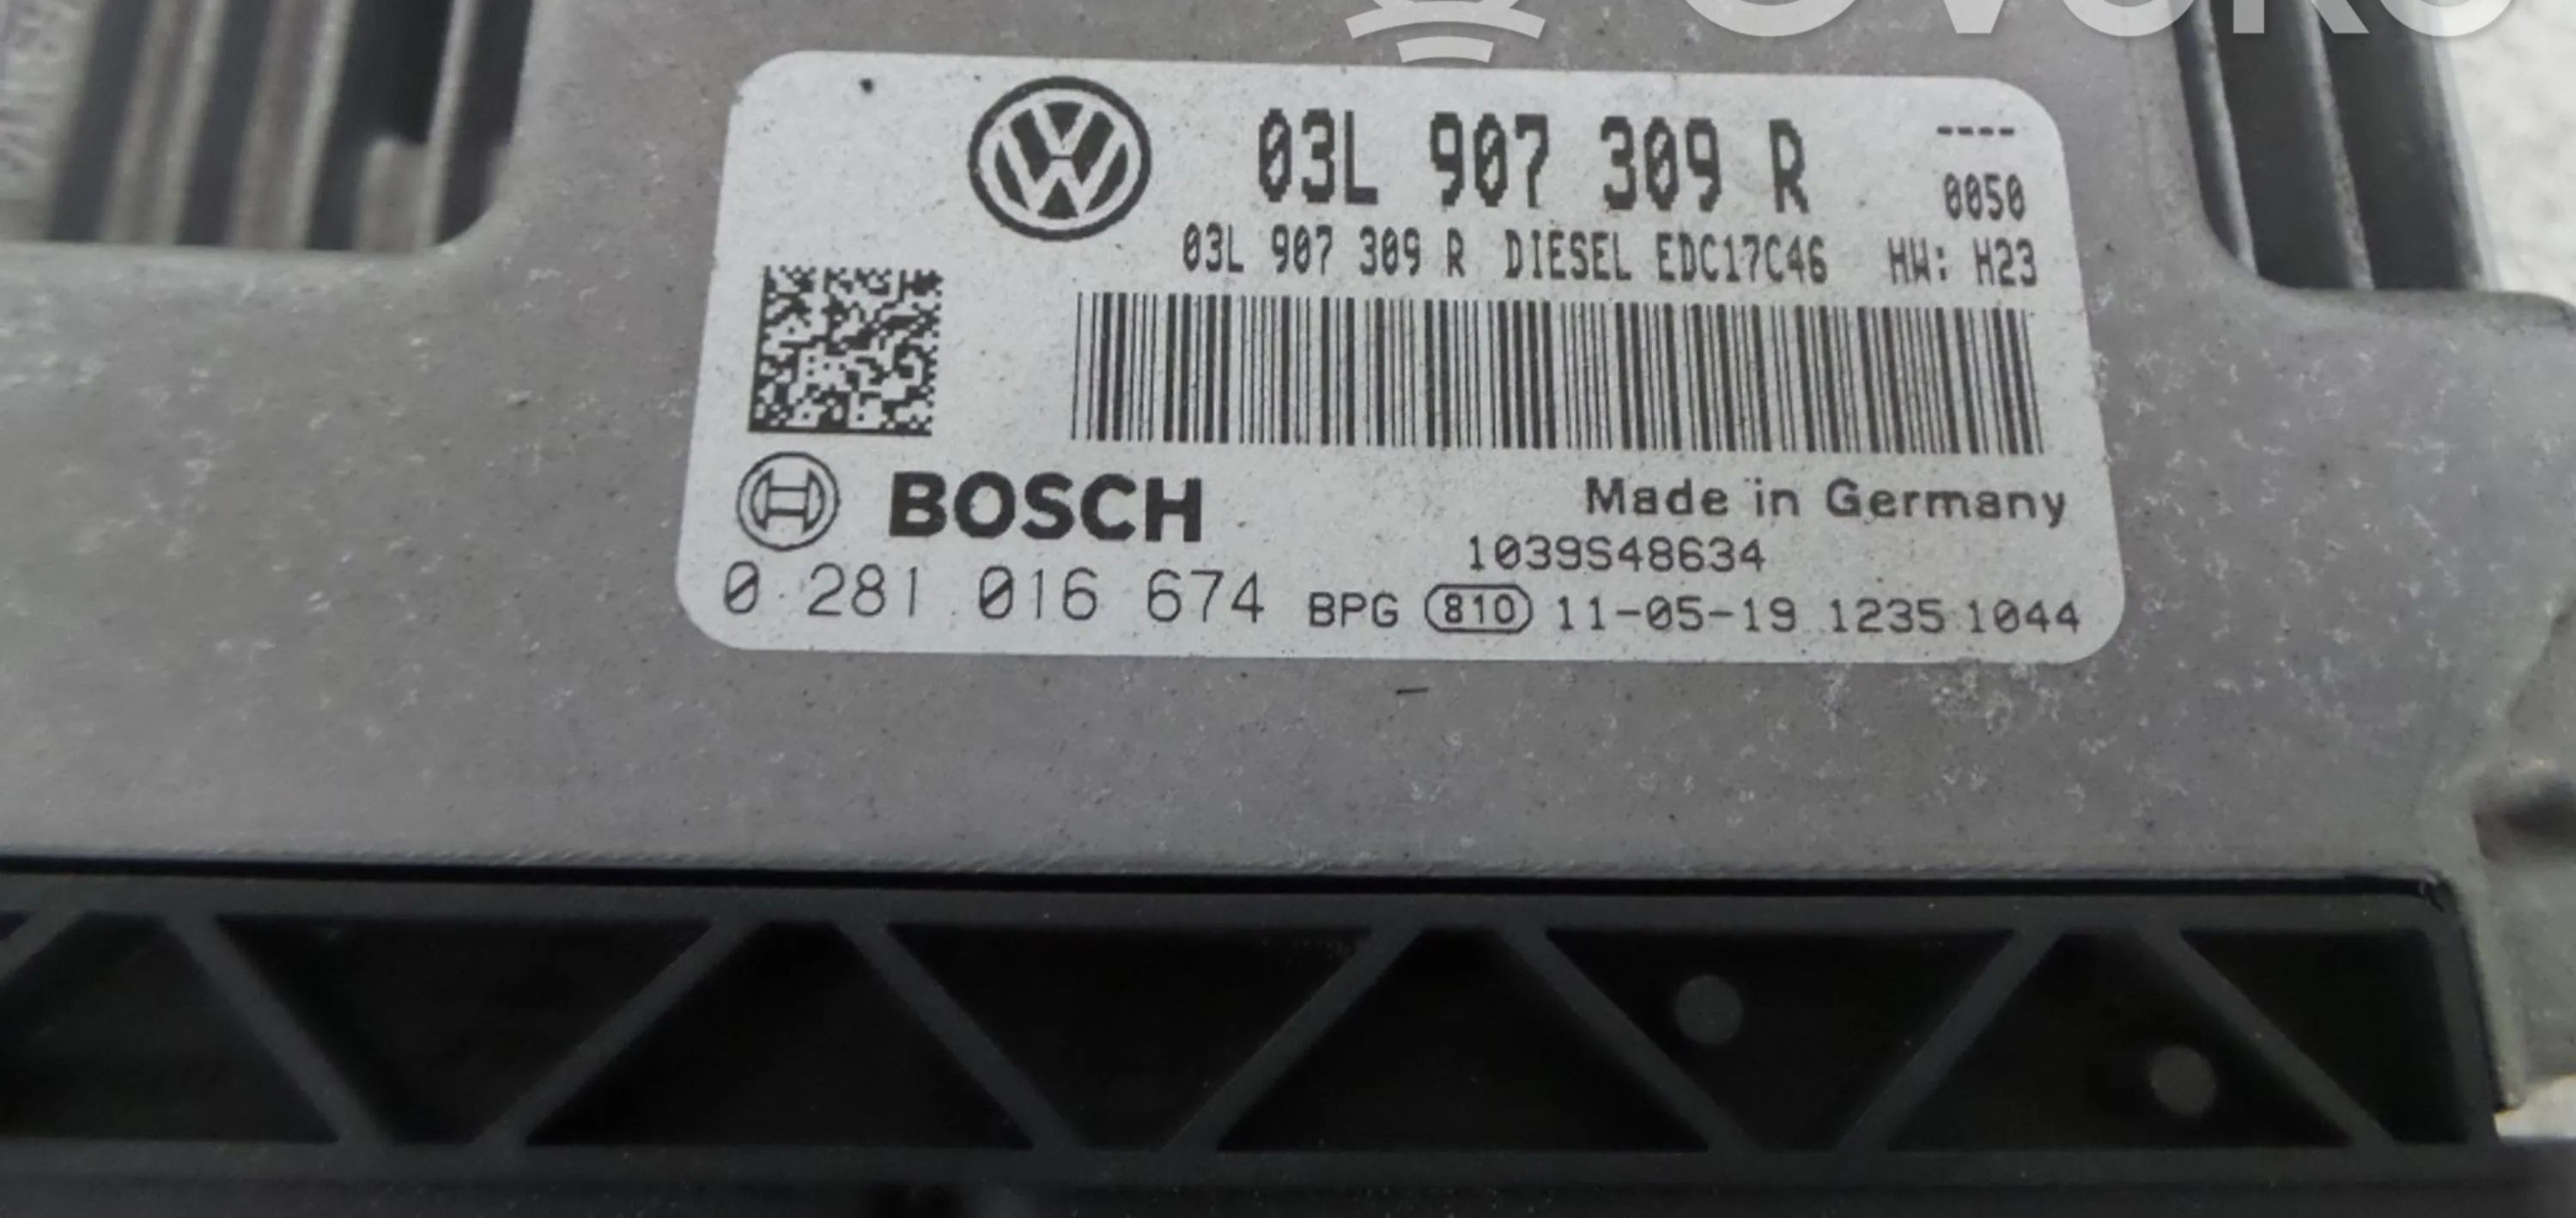 03L 907 309 R
----
0050
03L 907 309 R DIESEL EDC17C46 HW: H23
BOSCH
Made in Germany
1039S48634
0 281 016 674 BPG 810 11-05-19 1235 1044